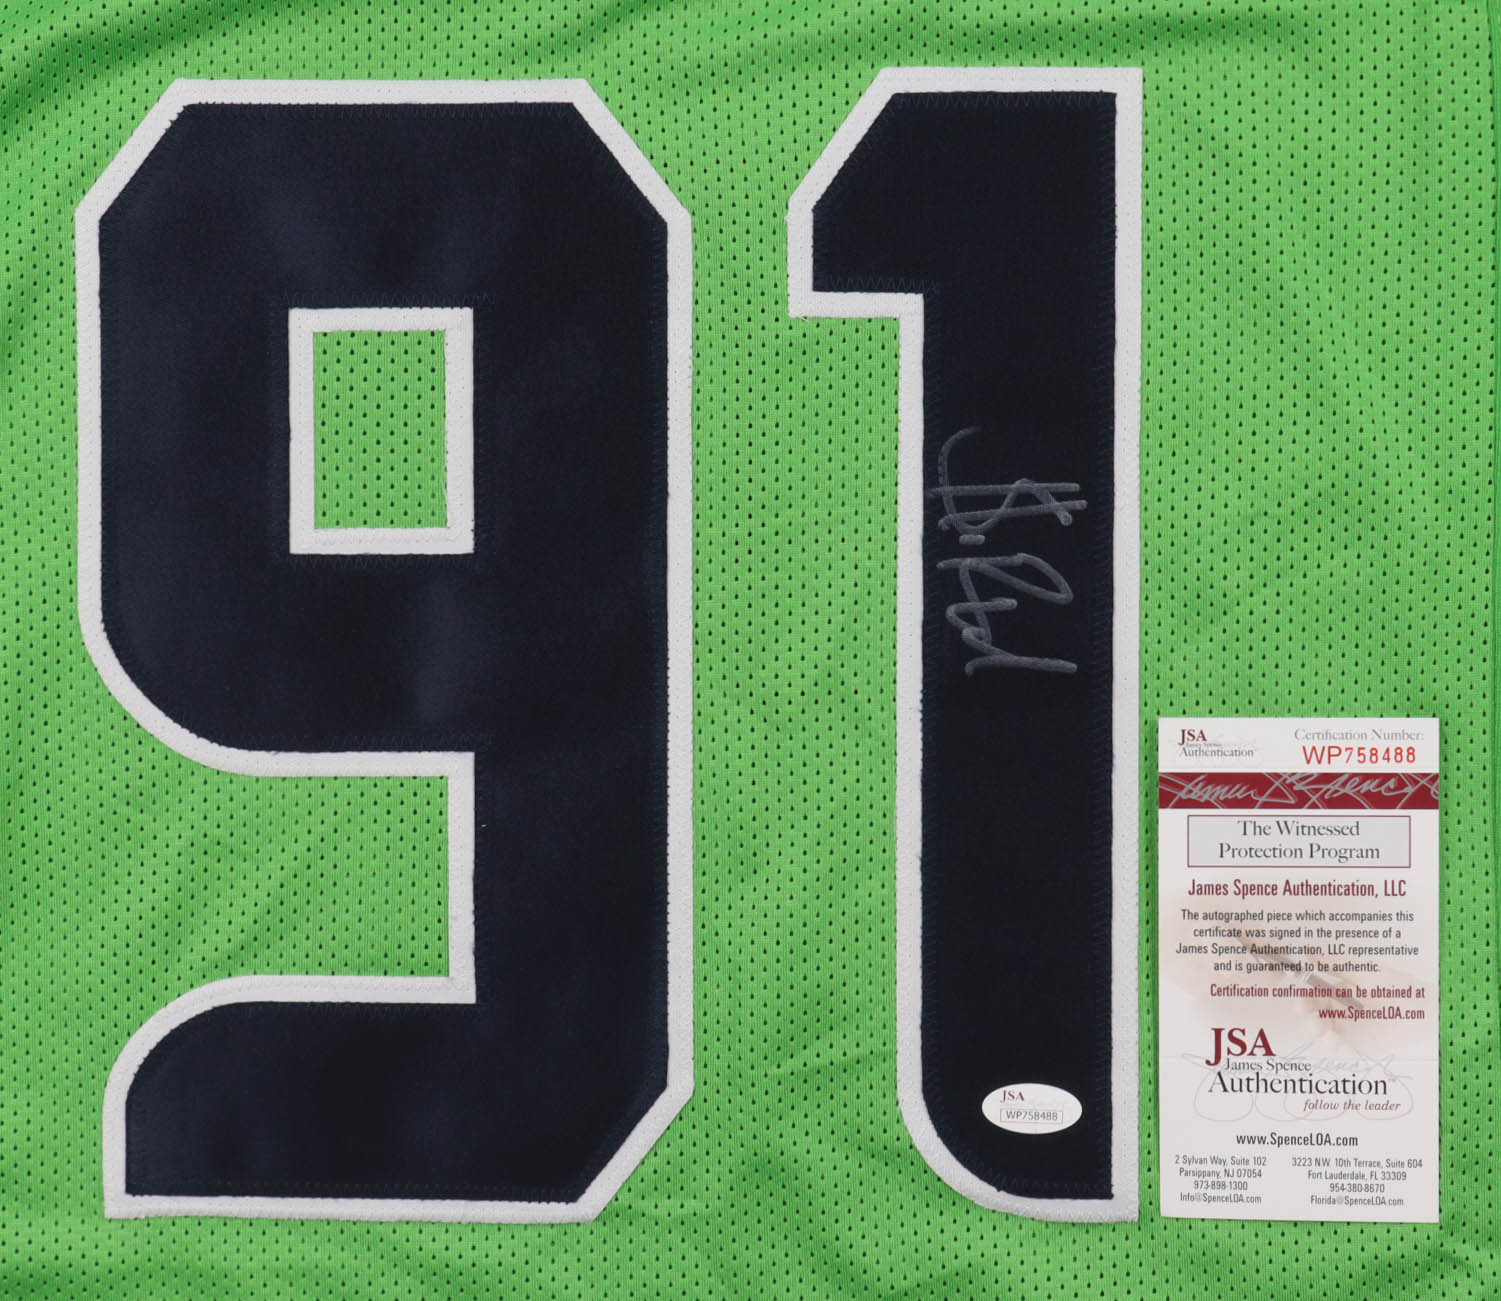 91
JSA
WP758488
JSA
James Spence
Authentication
Certification Number:
WP758488
The Witnessed
Protection Program
James Spence Authentication, LLC
The autographed piece which accompanies this
certificate was signed in the presence of a
James Spence Authentication, LLC representative
and is guaranteed to be authentic.
Certification confirmation can be obtained at
www.SpenceLOA.com
JSA
James Spence
Authentication™
follow the leader
www.SpenceLOA.com
2 Sylvan Way, Suite 102
Parsippany, NJ 07054
973-898-1300
Info@SpenceLOA.com
3223 N.W. 10th Terrace, Suite 604
Fort Lauderdale, FL 33309
954-380-8670
Florida@SpenceLOA.com